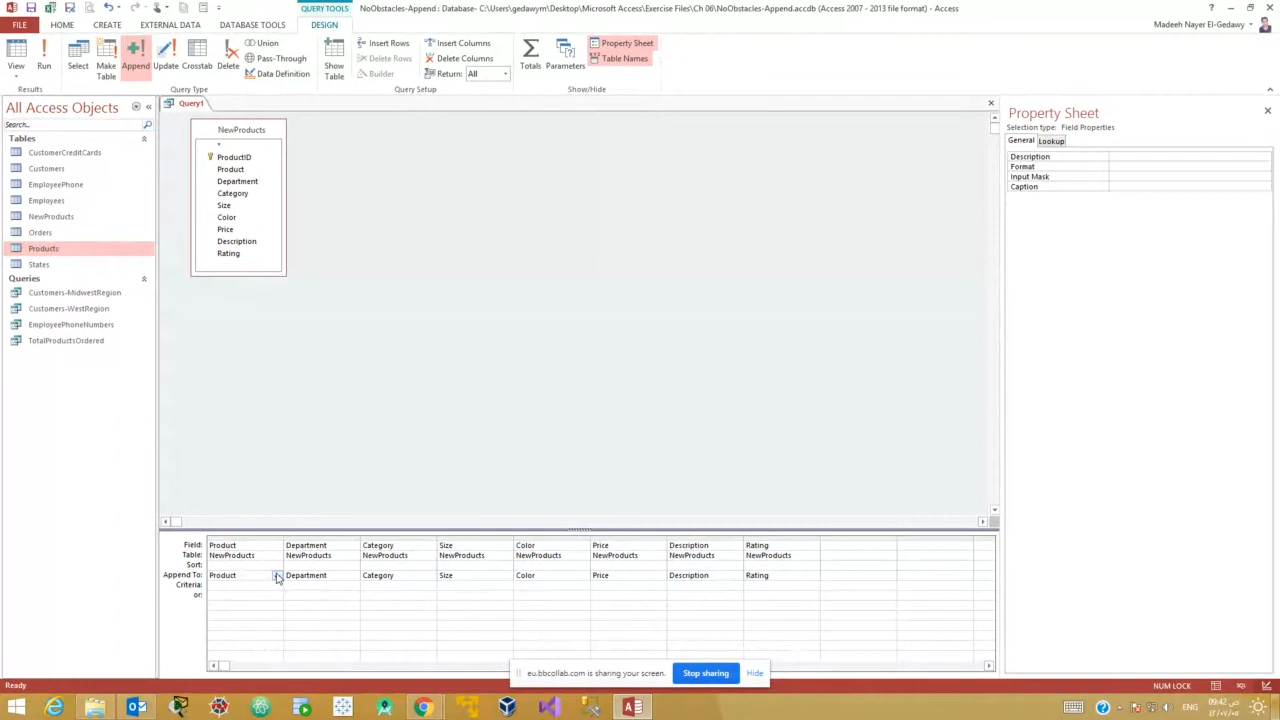 NoObstacles-Append : Database- C:\Users\gedawym\Desktop\Microsoft Access\Exercise Files\Ch 06\NoObstacles-Append.accdb (Access 2007 - 2013 file format) - Access
QUERY TOOLS
FILE HOME CREATE EXTERNAL DATA DATABASE TOOLS DESIGN
Madeeh Nayer El-Gedawy
View Run Select Make Table Append Update Crosstab Delete
Union
Pass-Through
Data Definition
Show Table
Insert Rows
Delete Rows
Builder
Insert Columns
Delete Columns
Return: All
Totals Parameters
Property Sheet
Table Names
Results Query Type Query Setup Show/Hide
All Access Objects
Search...
Tables
CustomerCreditCards
Customers
EmployeePhone
Employees
NewProducts
Orders
Products
States
Queries
Customers-MidwestRegion
Customers-WestRegion
EmployeePhoneNumbers
TotalProductsOrdered
Query1
NewProducts
*
ProductID
Product
Department
Category
Size
Color
Price
Description
Rating
Property Sheet
Selection type: Field Properties
General Lookup
Description
Format
Input Mask
Caption
Field: Product Department Category Size Color Price Description Rating
Table: NewProducts NewProducts NewProducts NewProducts NewProducts NewProducts NewProducts NewProducts
Sort:
Append To: Product Department Category Size Color Price Description Rating
Criteria:
or:
eu.bbcollab.com is sharing your screen. Stop sharing Hide
Ready
NUM LOCK
SQL
ENG